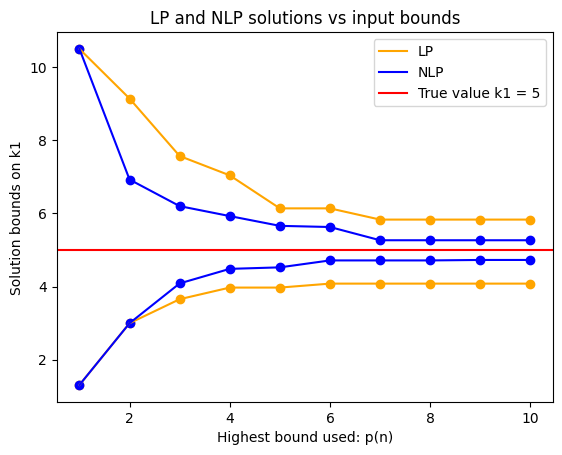 LP and NLP solutions vs input bounds
LP
NLP
True value k1 = 5
Solution bounds on k1
10
8
6
4
2
2 4 6 8 10
Highest bound used: p(n)